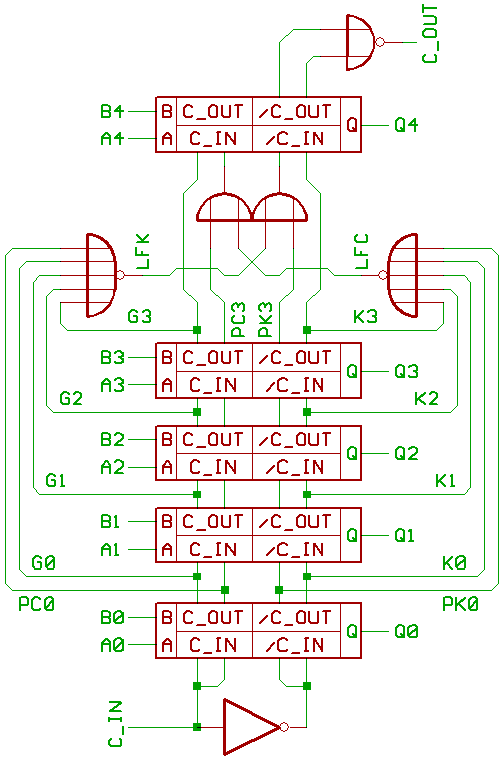 C_OUT
B4 B C_OUT /C_OUT Q Q4
A4 A C_IN /C_IN
LFK LFC
G3 PC3 PK3 K3
B3 B C_OUT /C_OUT Q Q3
A3 A C_IN /C_IN
G2 K2
B2 B C_OUT /C_OUT Q Q2
A2 A C_IN /C_IN
G1 K1
B1 B C_OUT /C_OUT Q Q1
A1 A C_IN /C_IN
G0 K0
PC0 PK0
B0 B C_OUT /C_OUT Q Q0
A0 A C_IN /C_IN
C_IN